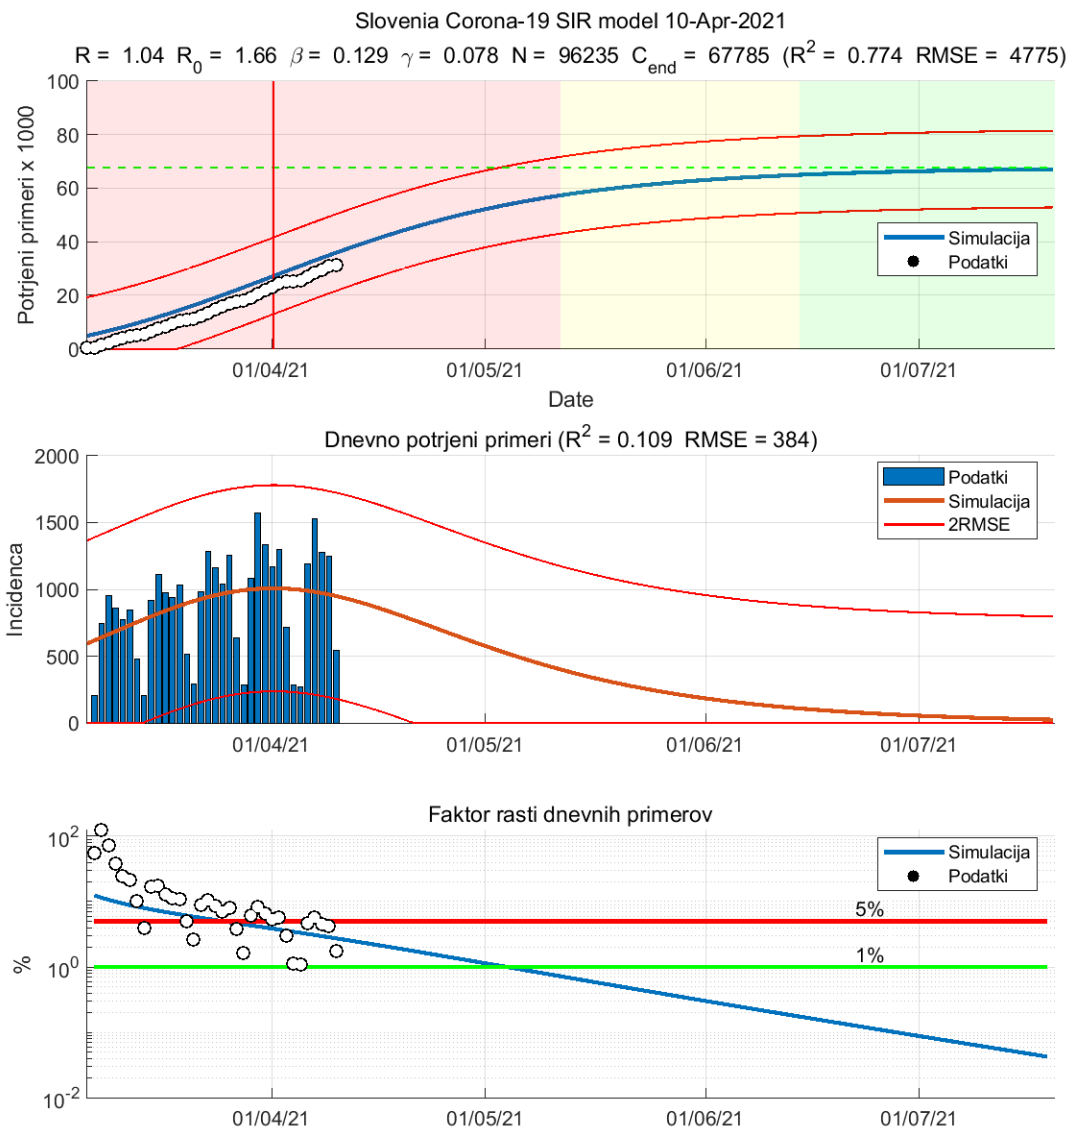 Slovenia Corona-19 SIR model 10-Apr-2021
R = 1.04 R0 = 1.66 β = 0.129 γ = 0.078 N = 96235 Cend = 67785 (R2 = 0.774 RMSE = 4775)
Potrjeni primeri x 1000
100
80
60
40
20
0
Simulacija
Podatki
01/04/21 01/05/21 01/06/21 01/07/21
Date
Dnevno potrjeni primeri (R2 = 0.109 RMSE = 384)
Incidenca
2000
1500
1000
500
0
Podatki
Simulacija
2RMSE
01/04/21 01/05/21 01/06/21 01/07/21
Faktor rasti dnevnih primerov
%
102
100
10-2
Simulacija
Podatki
5%
1%
01/04/21 01/05/21 01/06/21 01/07/21